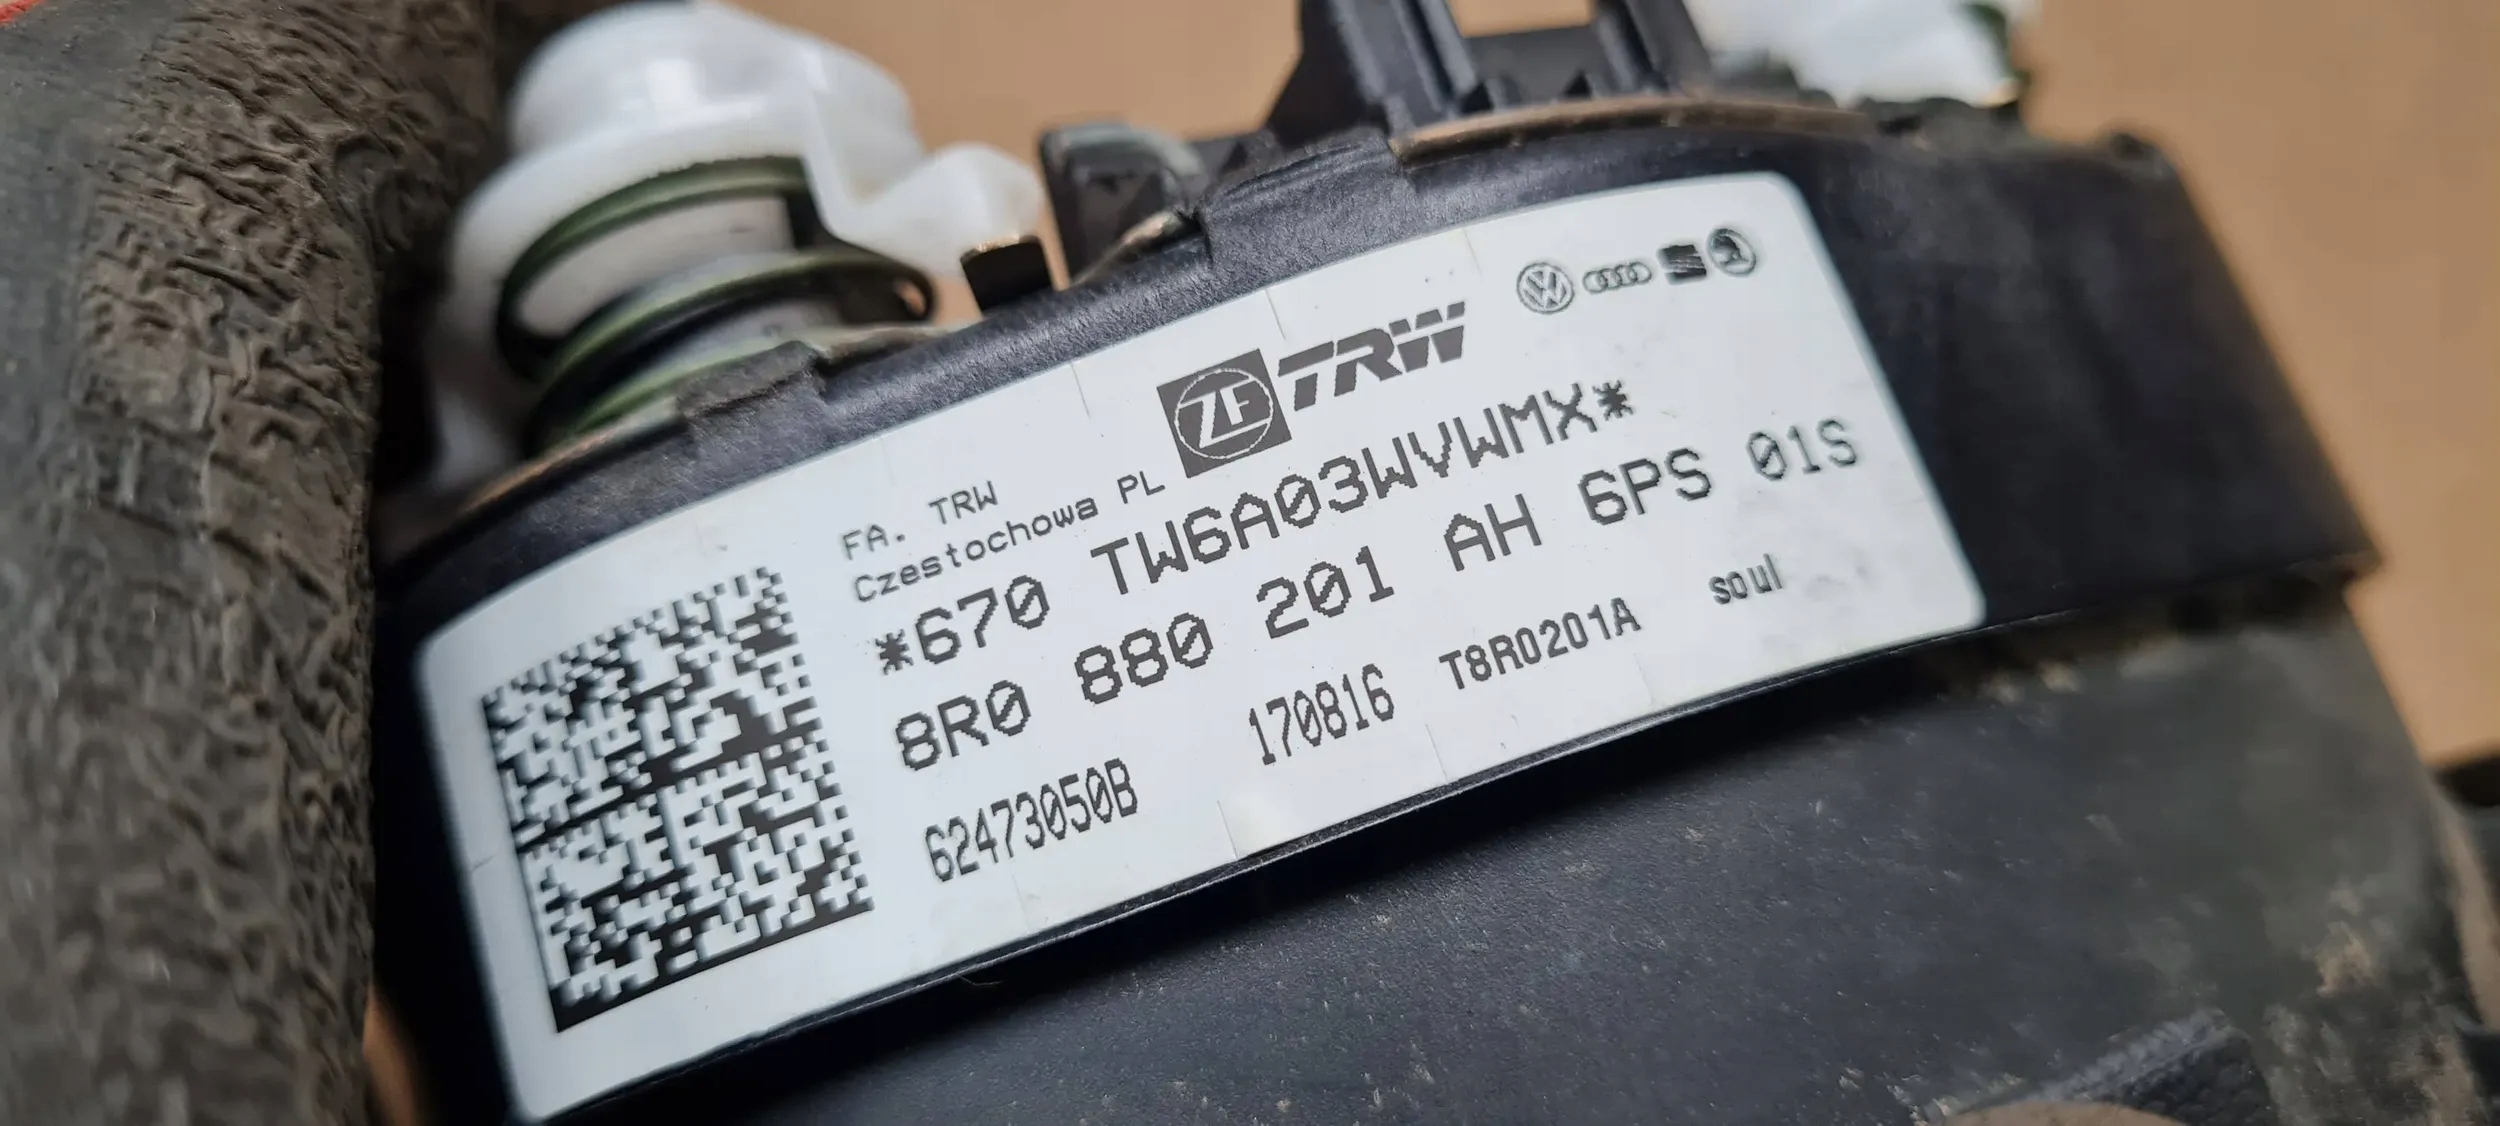 ZF TRW
FA. TRW
Czestochowa PL
*670 TW6A03WVWMX*
8R0 880 201 AH 6PS 01S
62473050B 170816 T8R0201A soul